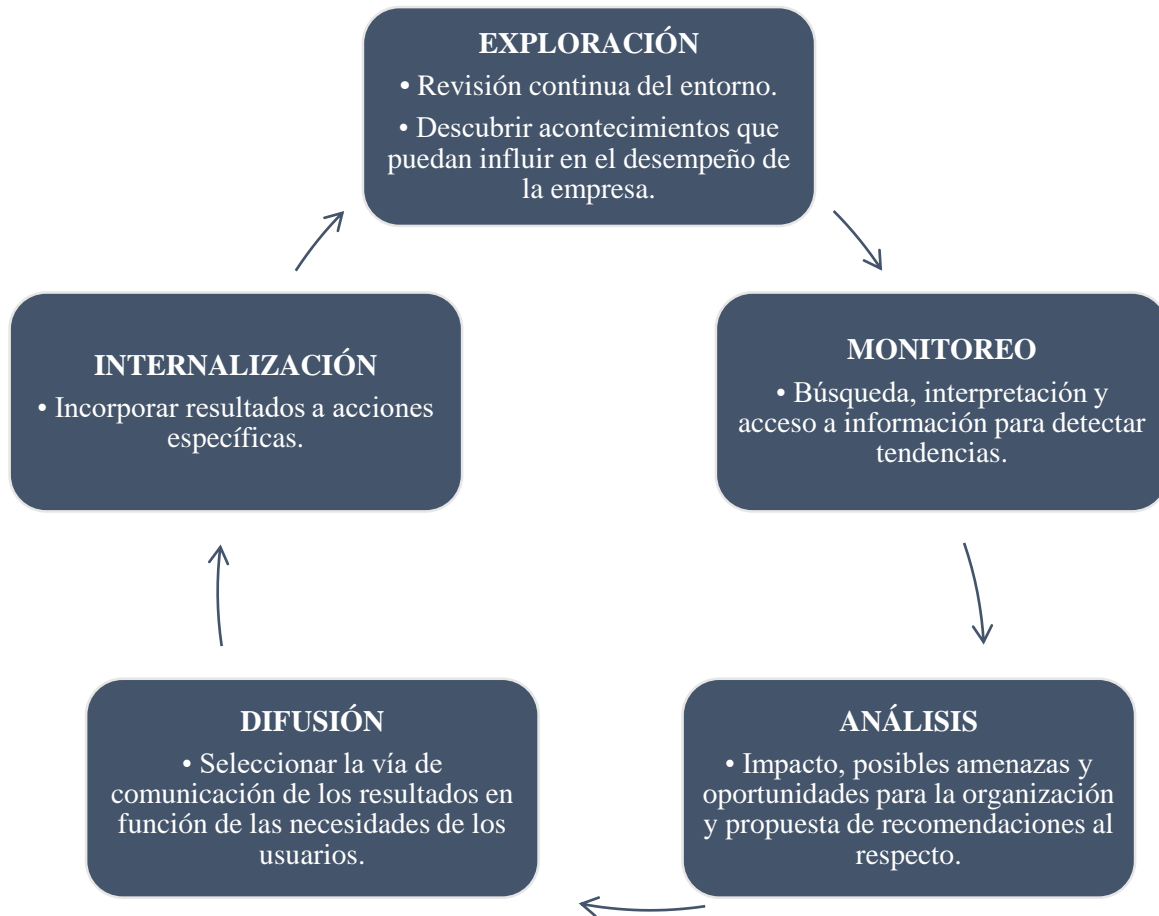 EXPLORACIÓN
• Revisión continua del entorno.
• Descubrir acontecimientos que
puedan influir en el desempeño de
la empresa.
MONITOREO
• Búsqueda, interpretación y
acceso a información para detectar
tendencias.
ANÁLISIS
• Impacto, posibles amenazas y
oportunidades para la organización
y propuesta de recomendaciones al
respecto.
DIFUSIÓN
• Seleccionar la vía de
comunicación de los resultados en
función de las necesidades de los
usuarios.
INTERNALIZACIÓN
• Incorporar resultados a acciones
específicas.